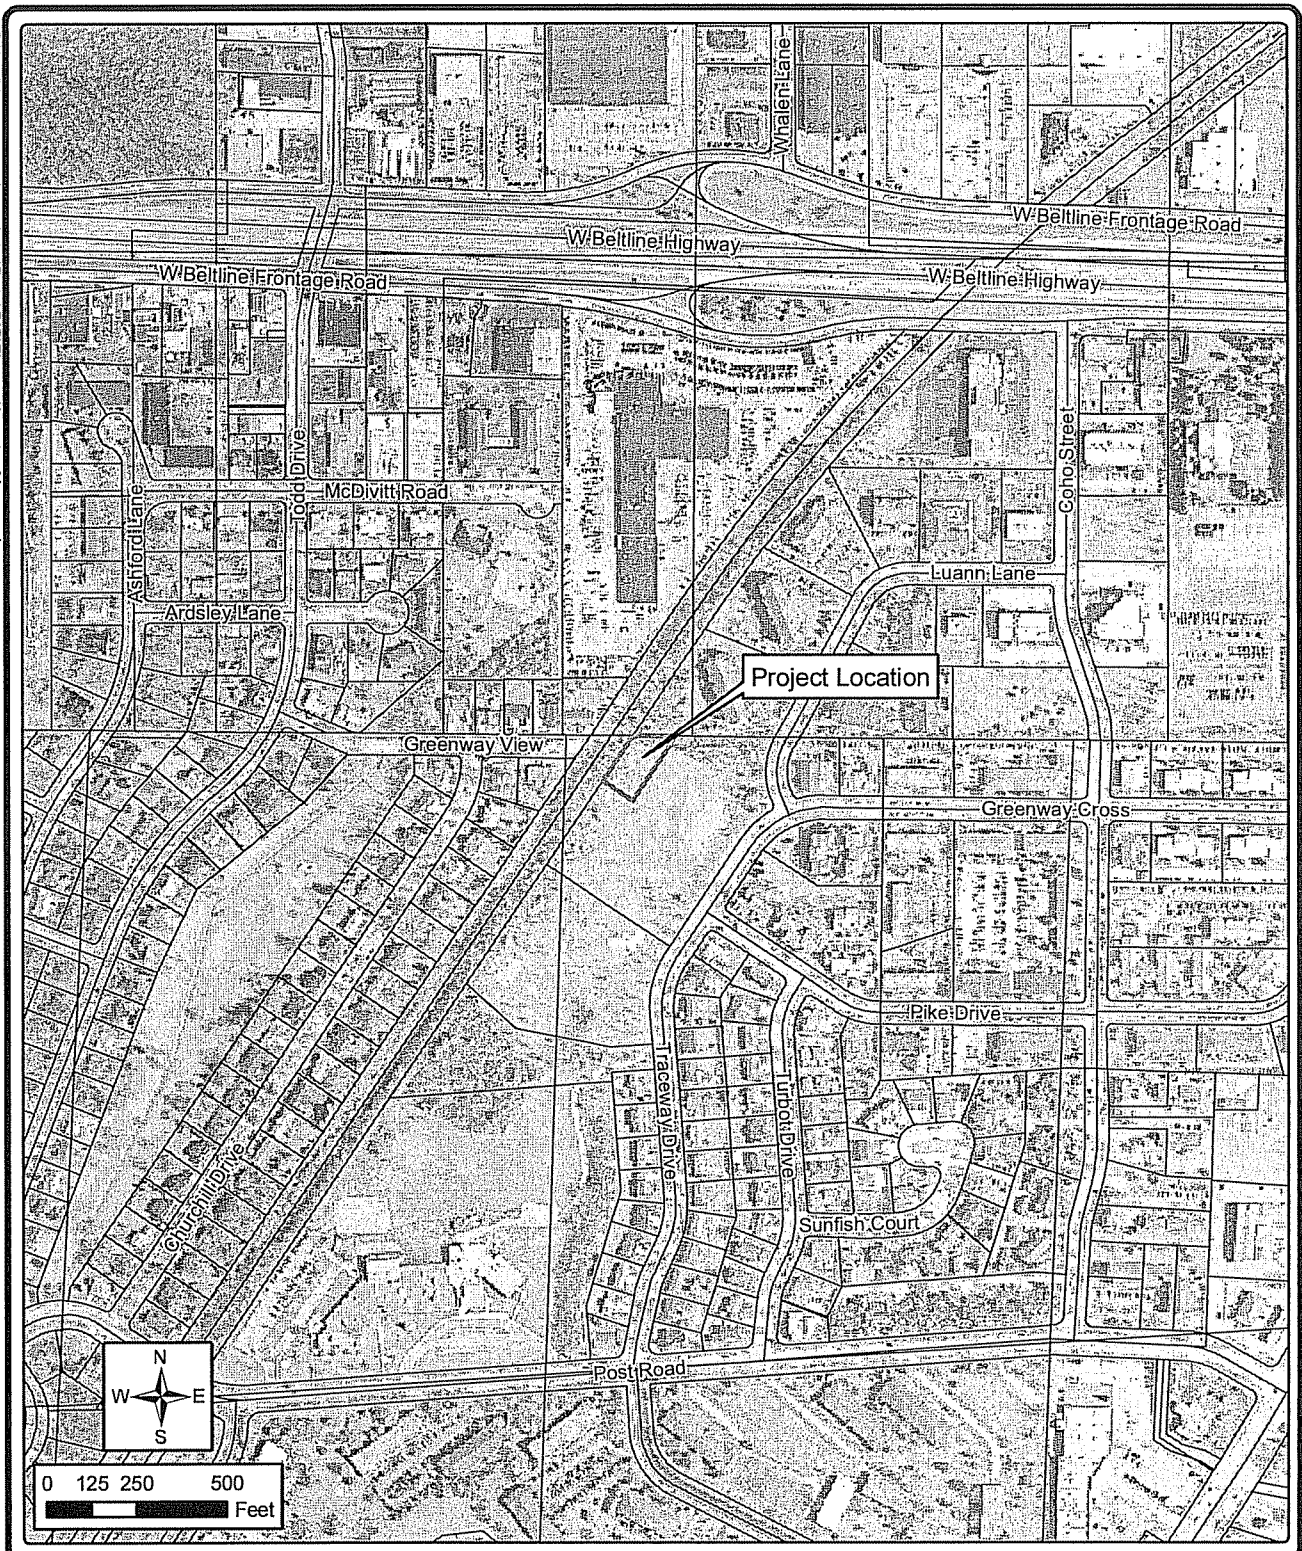 Whalen Lane
W Beltline Frontage Road
W Beltline Highway
W Beltline Frontage Road
W Beltline Highway
Todd Drive
Coho Street
McDivitt Road
Ashford Lane
Luann Lane
Ardsley Lane
Project Location
Greenway View
Greenway Cross
Pike Drive
Traceway Drive
Turbot Drive
Churchill Drive
Sunfish Court
Post Road
N
W E
S
0 125 250 500
Feet